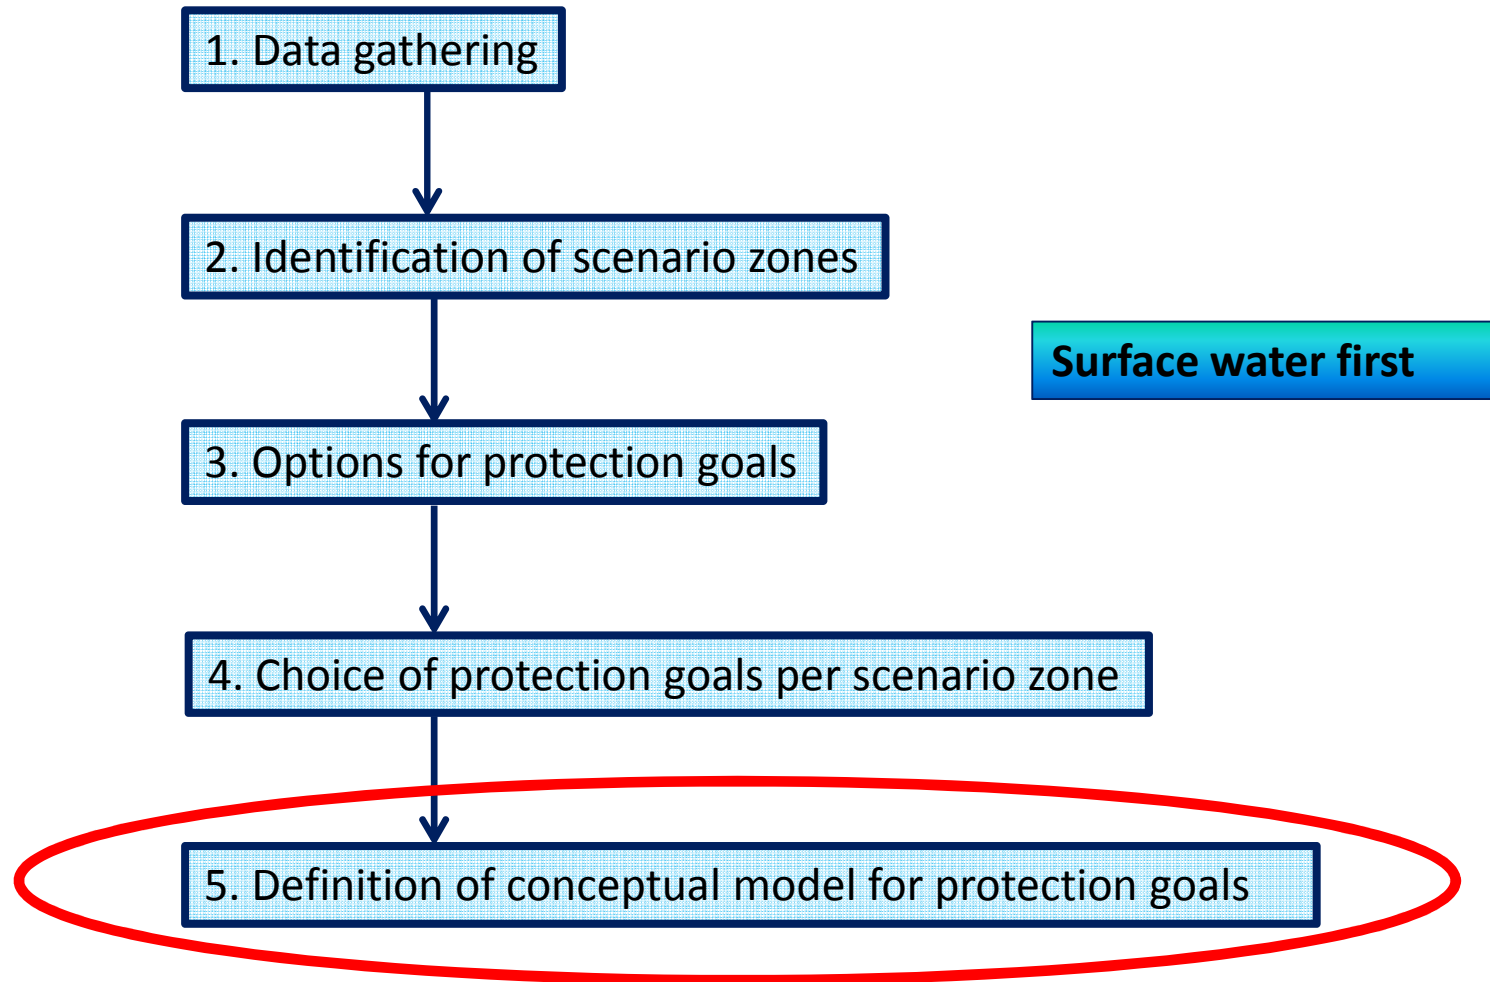 1. Data gathering
2. Identification of scenario zones
Surface water first
3. Options for protection goals
4. Choice of protection goals per scenario zone
5. Definition of conceptual model for protection goals